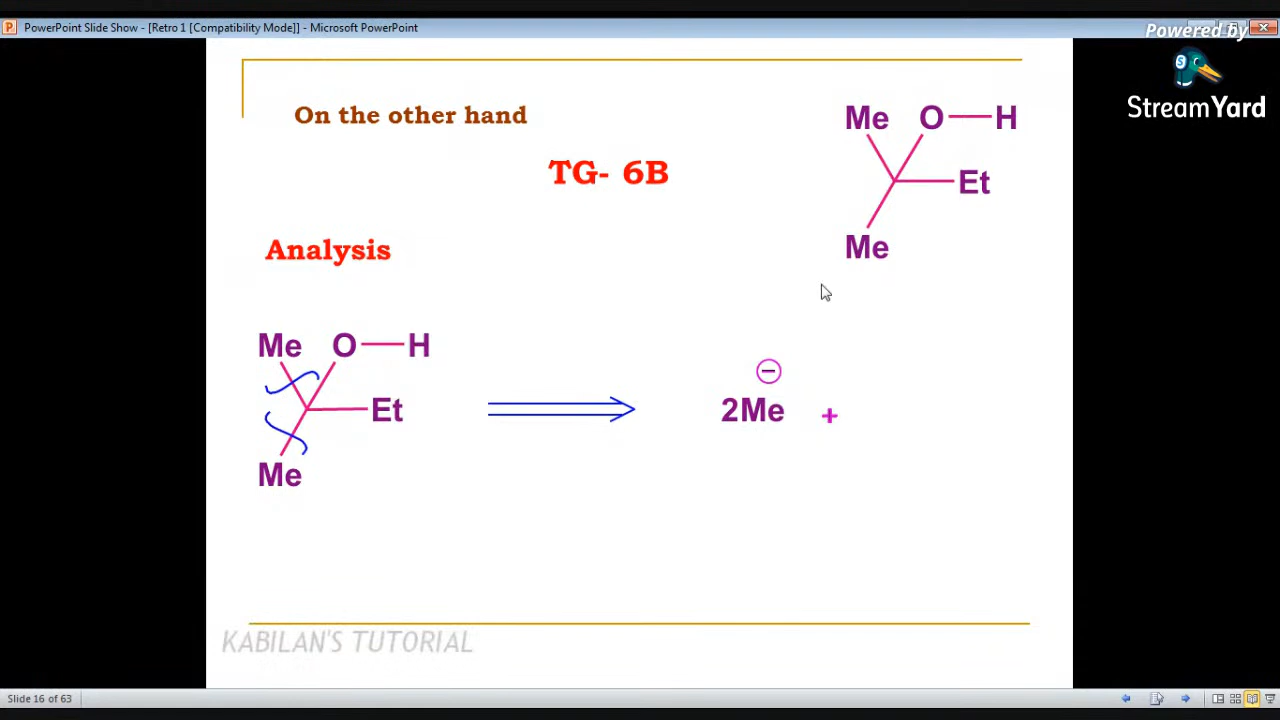 PowerPoint Slide Show - [Retro 1 [Compatibility Mode]] - Microsoft PowerPoint
Powered by
StreamYard
On the other hand
TG- 6B
Me O H
Et
Me
Analysis
Me O H
Et
Me
⊖
2Me +
KABILAN'S TUTORIAL
Slide 16 of 63